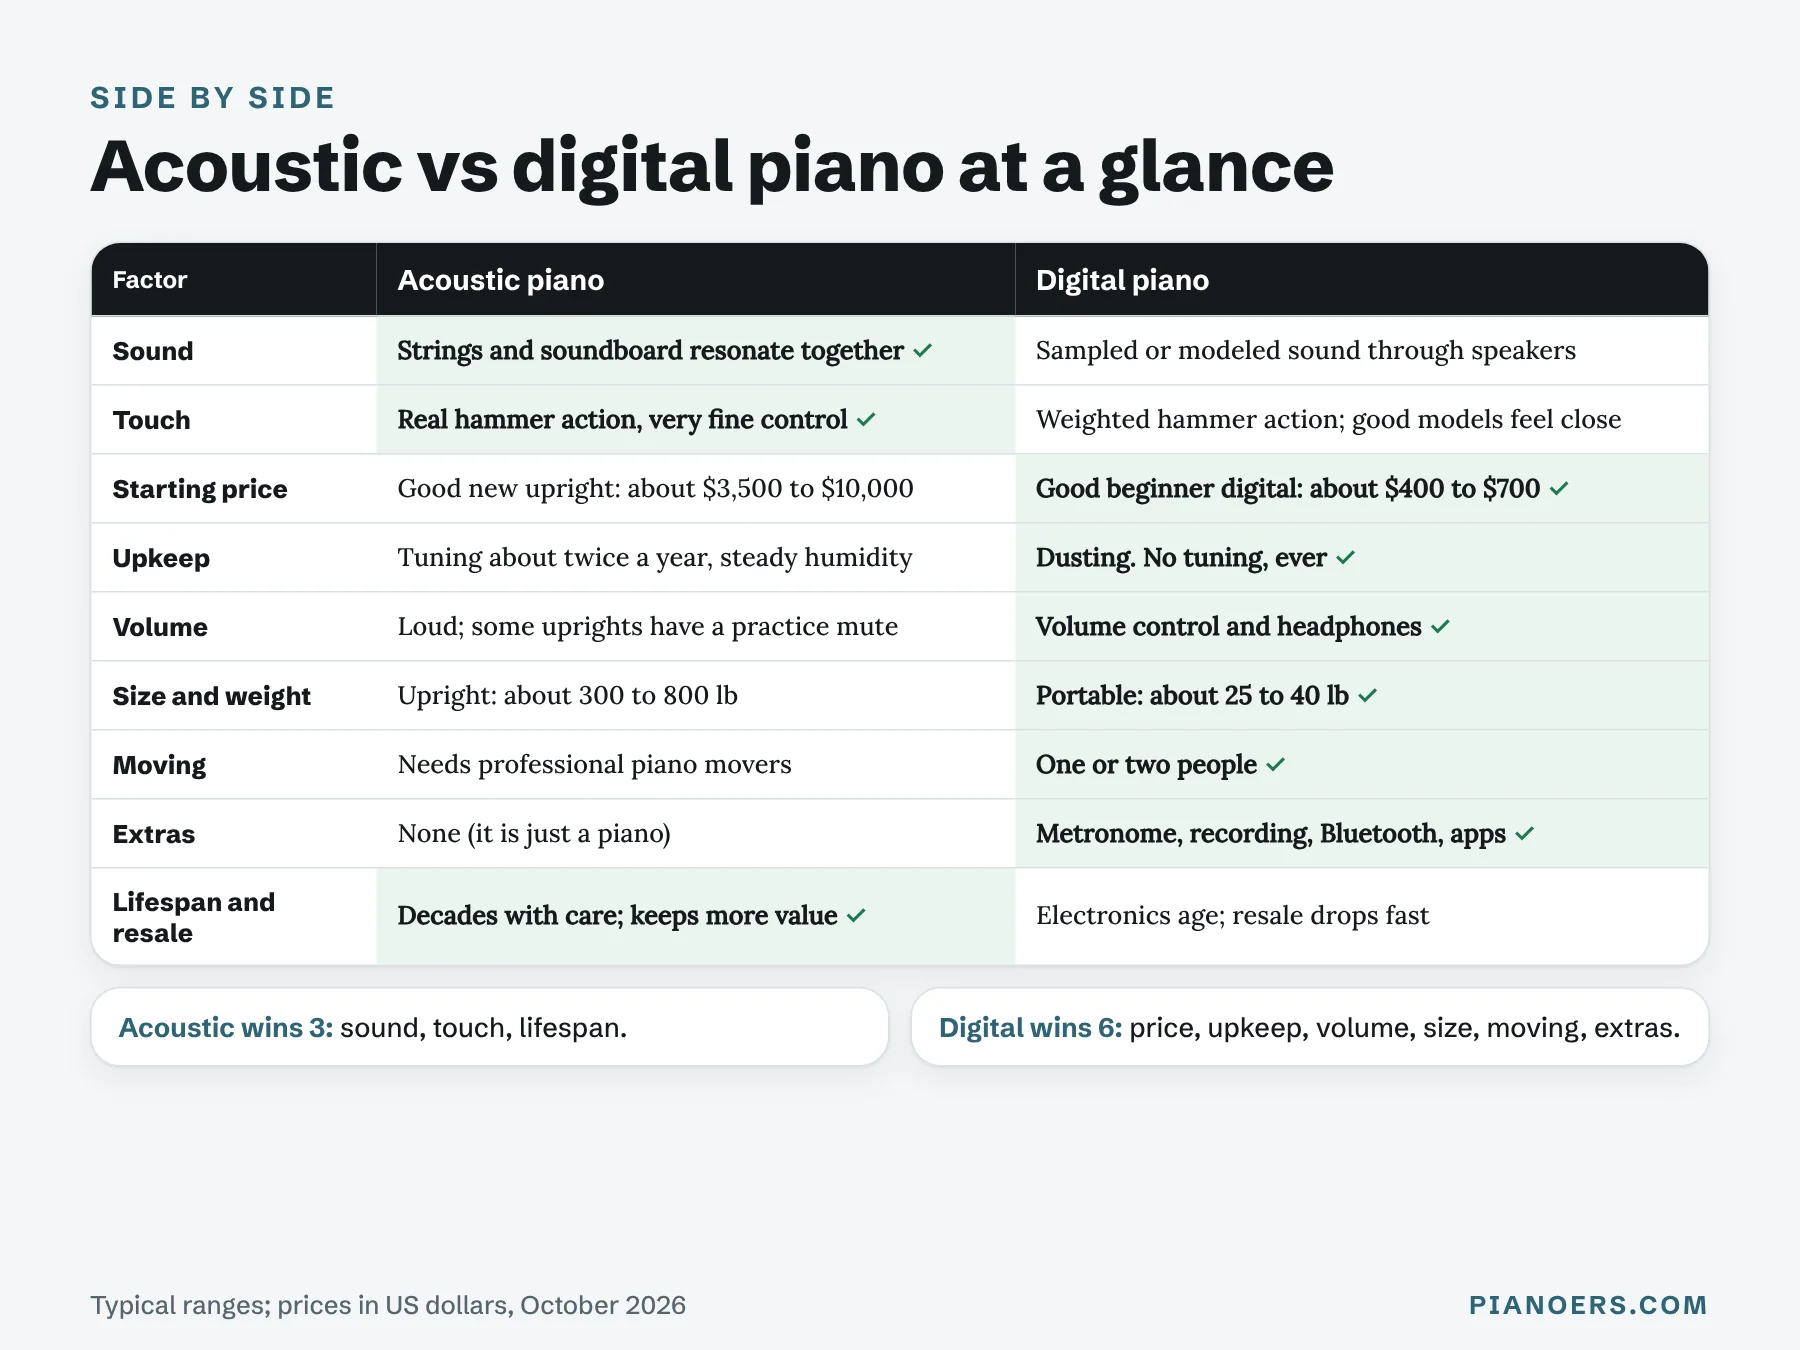 SIDE BY SIDE
Acoustic vs digital piano at a glance
Factor Acoustic piano Digital piano
Sound Strings and soundboard resonate together ✓ Sampled or modeled sound through speakers
Touch Real hammer action, very fine control ✓ Weighted hammer action; good models feel close
Starting price Good new upright: about $3,500 to $10,000 Good beginner digital: about $400 to $700 ✓
Upkeep Tuning about twice a year, steady humidity Dusting. No tuning, ever ✓
Volume Loud; some uprights have a practice mute Volume control and headphones ✓
Size and weight Upright: about 300 to 800 lb Portable: about 25 to 40 lb ✓
Moving Needs professional piano movers One or two people ✓
Extras None (it is just a piano) Metronome, recording, Bluetooth, apps ✓
Lifespan and
resale Decades with care; keeps more value ✓ Electronics age; resale drops fast
Acoustic wins 3: sound, touch, lifespan. Digital wins 6: price, upkeep, volume, size, moving, extras.
Typical ranges; prices in US dollars, October 2026 PIANOERS.COM